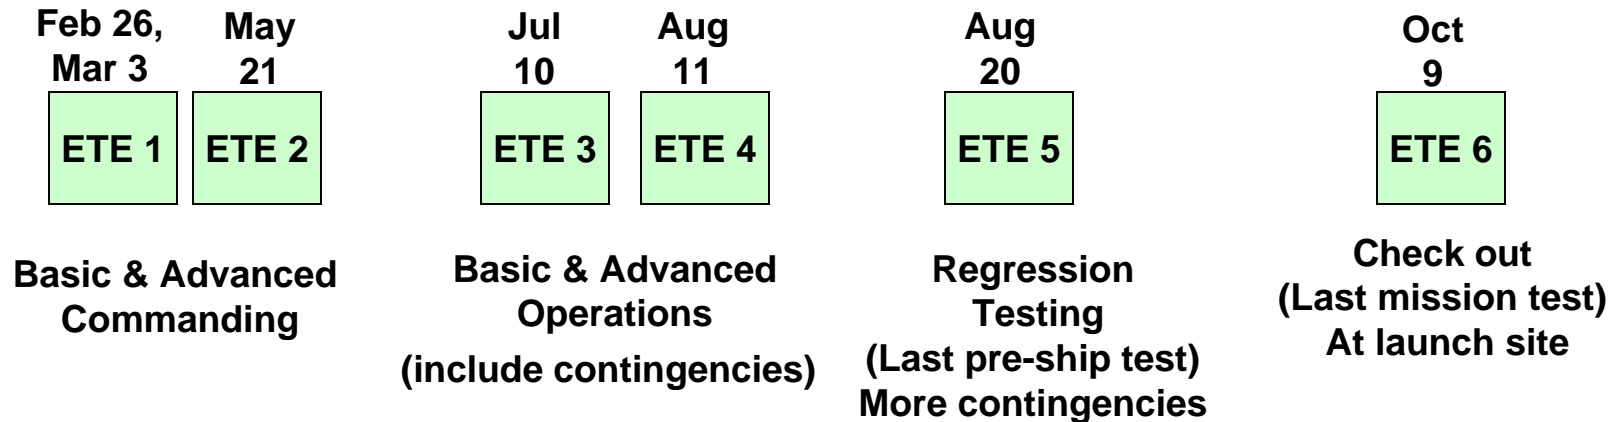 Feb 26,
Mar 3
May
21
Jul
10
Aug
11
Aug
20
Oct
9
ETE 1
ETE 2
ETE 3
ETE 4
ETE 5
ETE 6
Basic & Advanced
Commanding
Basic & Advanced
Operations
(include contingencies)
Regression
Testing
(Last pre-ship test)
More contingencies
Check out
(Last mission test)
At launch site